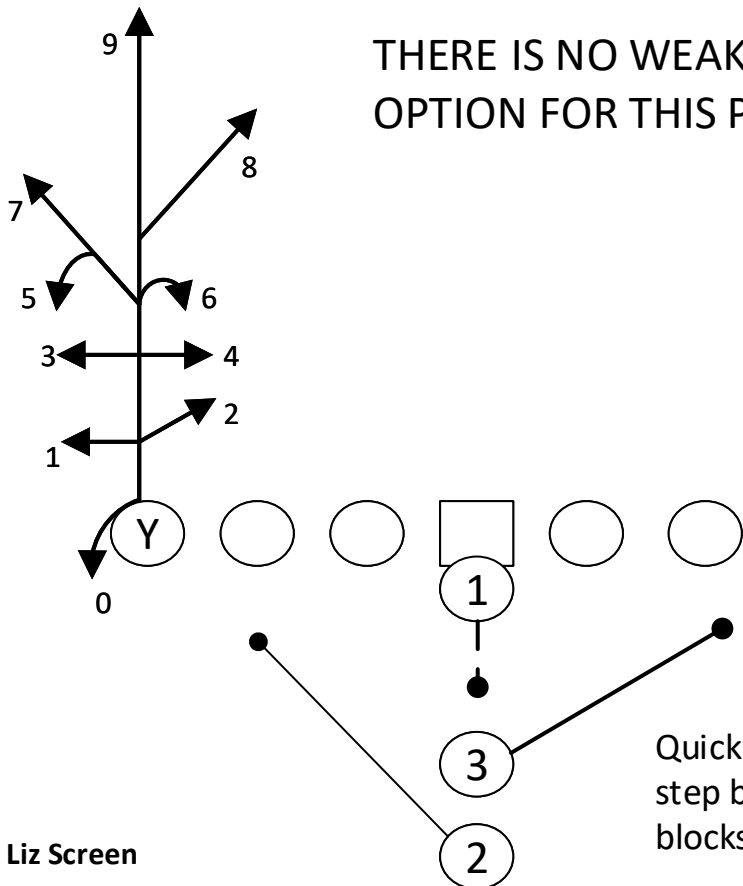 9
THERE IS NO WEAK
OPTION FOR THIS P
8
7
5
6
3
4
2
1
Y
0
1
3
Quick
step b
blocks
Liz Screen
2